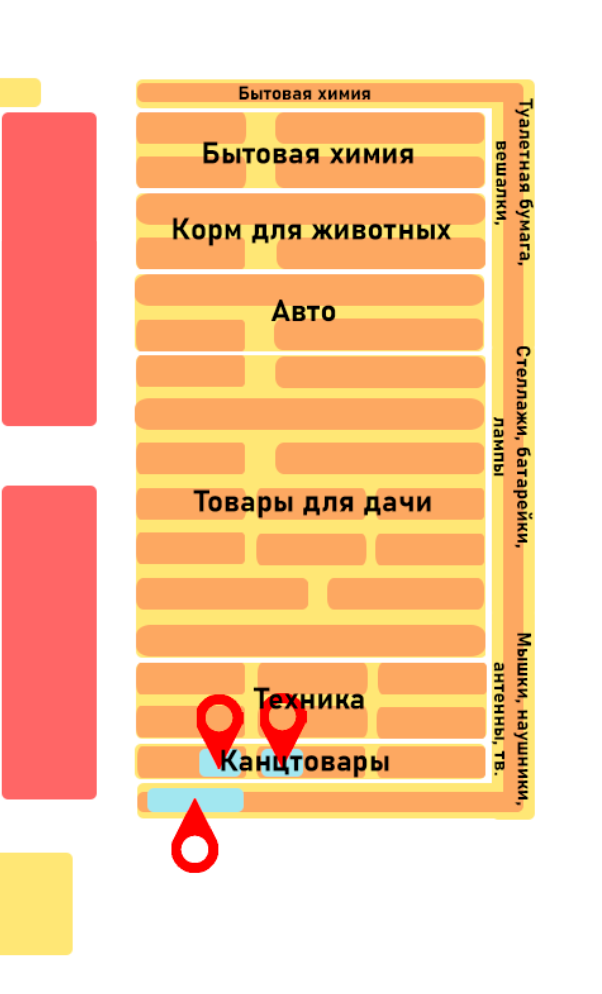 Бытовая химия
Бытовая химия
Корм для животных
Авто
Товары для дачи
Техника
Канцтовары
Туалетная бумага,
вешалки,
Стеллажи, батарейки,
лампы
Мышки, наушники,
антенны, тв.